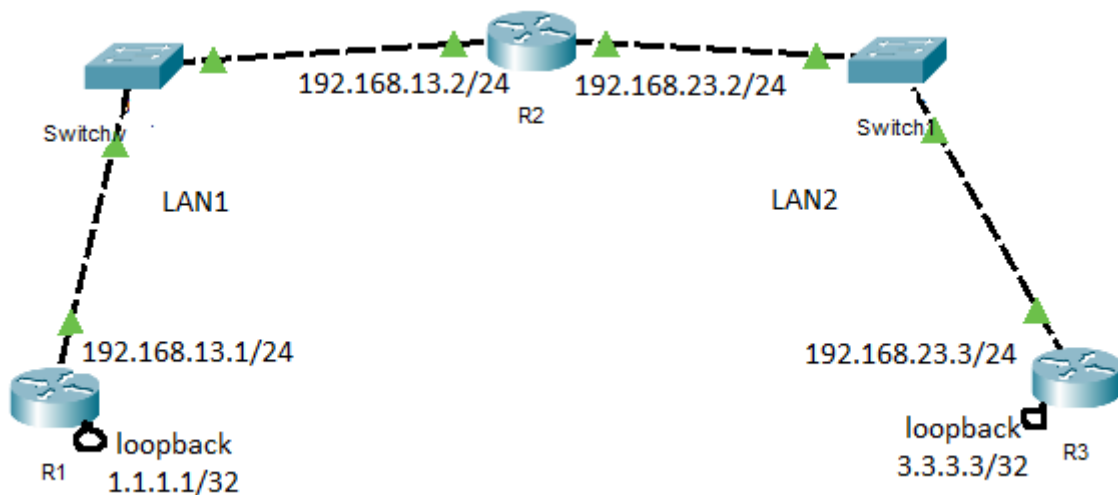 192.168.13.2/24
192.168.23.2/24
R2
Switch1
LAN1
LAN2
192.168.13.1/24
192.168.23.3/24
loopback
1.1.1.1/32
R1
loopback
3.3.3.3/32
R3